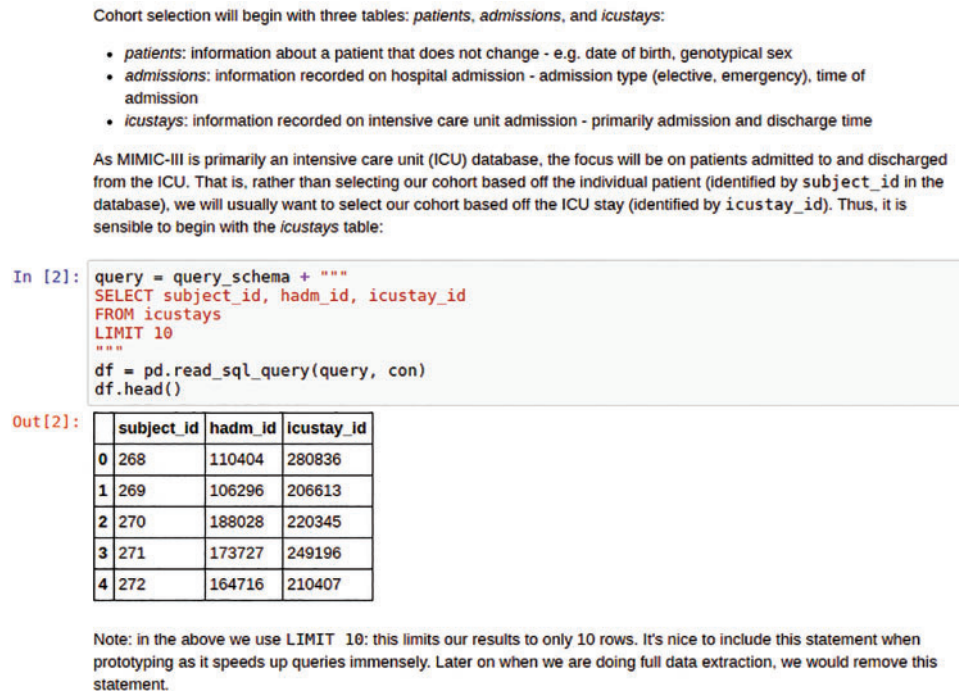 Cohort selection will begin with three tables: patients, admissions, and icustays:
• patients: information about a patient that does not change - e.g. date of birth, genotypical sex
• admissions: information recorded on hospital admission - admission type (elective, emergency), time of
admission
• icustays: information recorded on intensive care unit admission - primarily admission and discharge time
As MIMIC-III is primarily an intensive care unit (ICU) database, the focus will be on patients admitted to and discharged
from the ICU. That is, rather than selecting our cohort based off the individual patient (identified by subject_id in the
database), we will usually want to select our cohort based off the ICU stay (identified by icustay_id). Thus, it is
sensible to begin with the icustays table:
In [2]: query = query_schema + """
SELECT subject_id, hadm_id, icustay_id
FROM icustays
LIMIT 10
"""
df = pd.read_sql_query(query, con)
df.head()
Out[2]:
subject_id hadm_id icustay_id
0 268 110404 280836
1 269 106296 206613
2 270 188028 220345
3 271 173727 249196
4 272 164716 210407
Note: in the above we use LIMIT 10: this limits our results to only 10 rows. It's nice to include this statement when
prototyping as it speeds up queries immensely. Later on when we are doing full data extraction, we would remove this
statement.